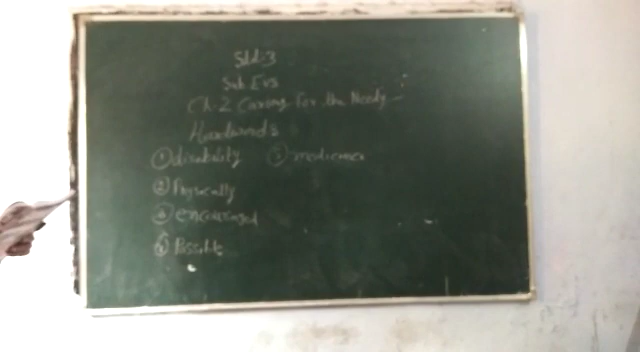 Std-3
Sub Evs
Ch-2 Caring For the Needy -
Hardwords
① disability ⑤ medicines
② Physically
③ encouraged
④ Possible